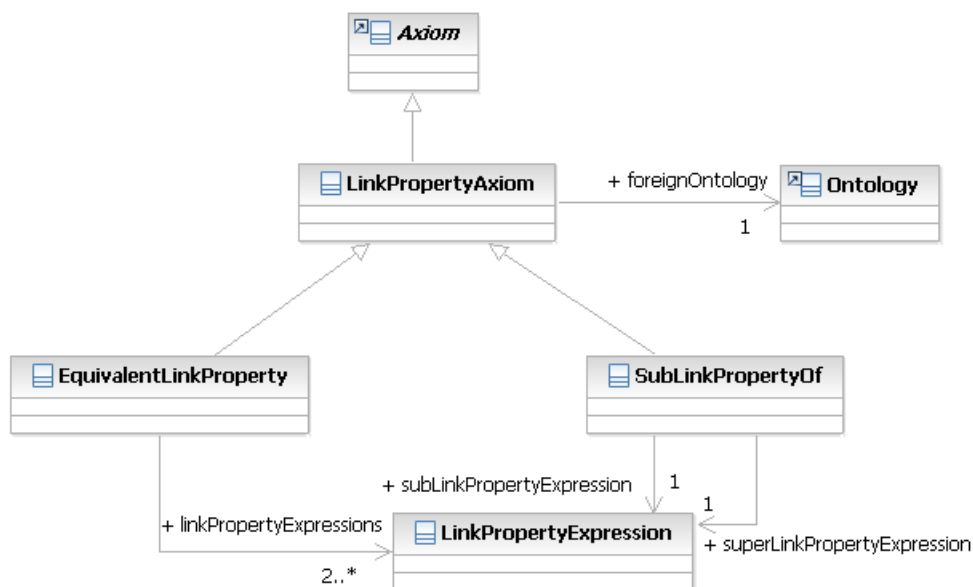 Axiom
LinkPropertyAxiom
+ foreignOntology
1
Ontology
EquivalentLinkProperty
SubLinkPropertyOf
+ subLinkPropertyExpression
1
1
+ linkPropertyExpressions
2..*
LinkPropertyExpression
+ superLinkPropertyExpression